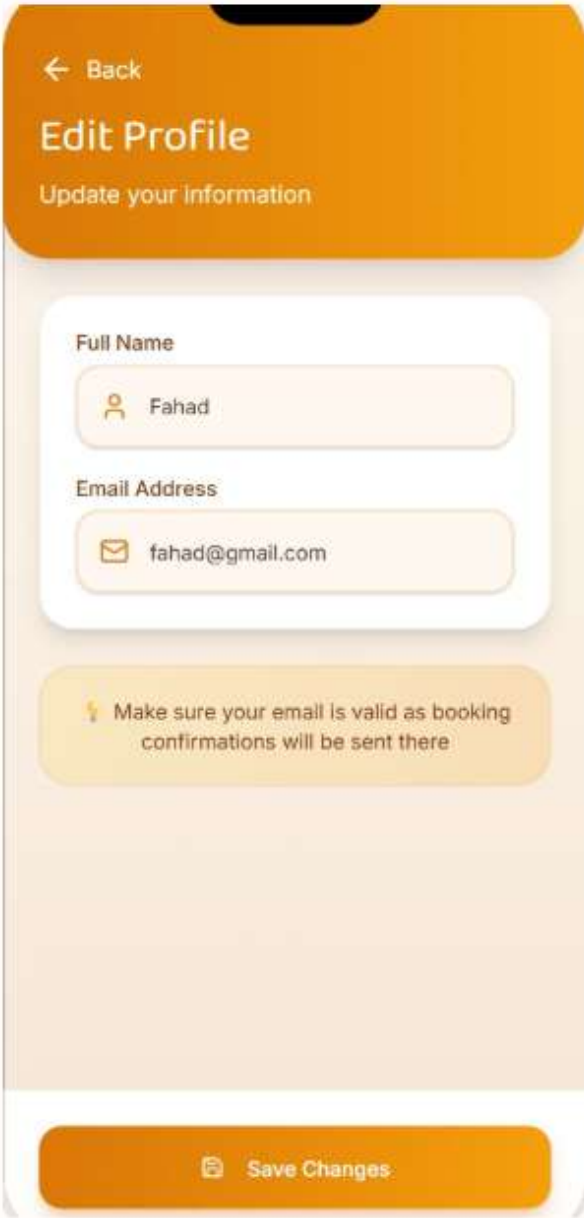 Back
Edit Profile
Update your information
Full Name
Fahad
Email Address
fahad@gmail.com
Make sure your email is valid as booking
confirmations will be sent there
Save Changes